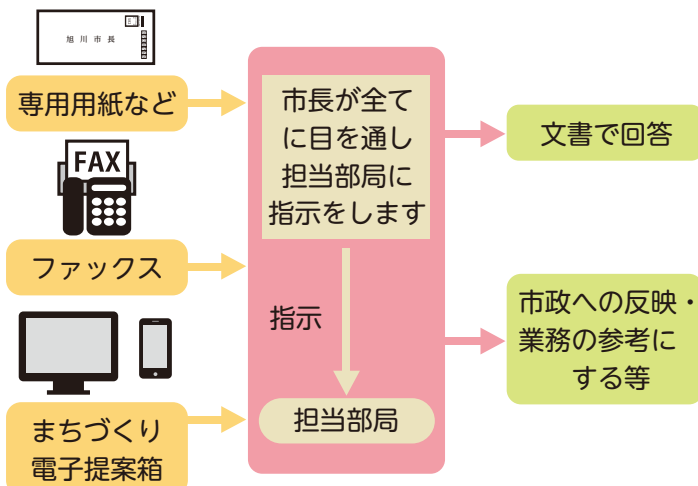 旭川市長
専用用紙など
FAX
ファックス
まちづくり
電子提案箱
市長が全て
に目を通し
担当部局に
指示をします
指示
担当部局
文書で回答
市政への反映・
業務の参考に
する等